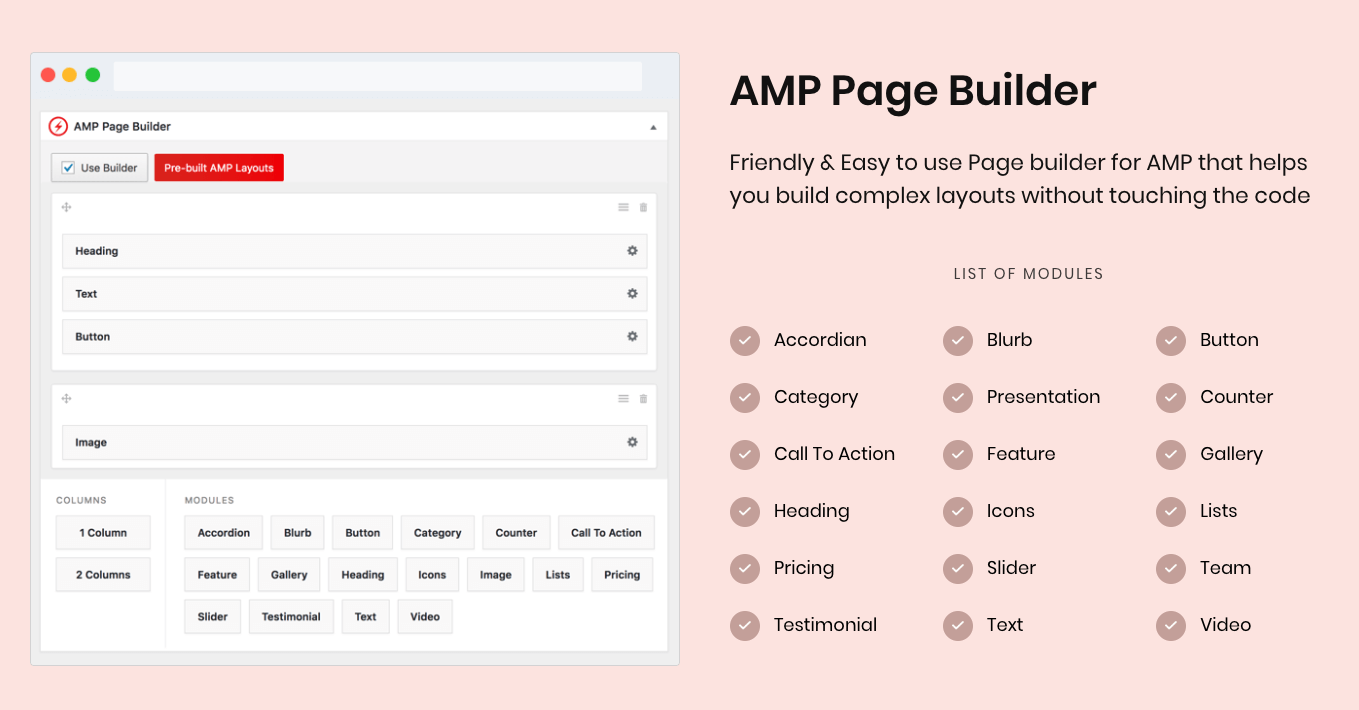 AMP Page Builder
Use Builder
Pre-built AMP Layouts
Heading
Text
Button
Image
COLUMNS
MODULES
1 Column
Accordion Blurb Button Category Counter Call To Action
2 Columns
Feature Gallery Heading Icons Image Lists Pricing
Slider Testimonial Text Video
AMP Page Builder
Friendly & Easy to use Page builder for AMP that helps
you build complex layouts without touching the code
LIST OF MODULES
Accordian Blurb Button
Category Presentation Counter
Call To Action Feature Gallery
Heading Icons Lists
Pricing Slider Team
Testimonial Text Video